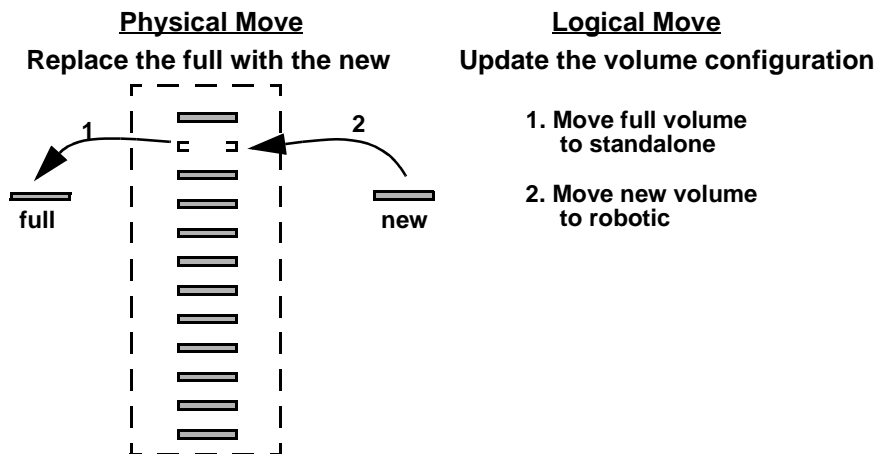 Physical Move
Replace the full with the new
1
2
full
new
Logical Move
Update the volume configuration
1. Move full volume
to standalone
2. Move new volume
to robotic